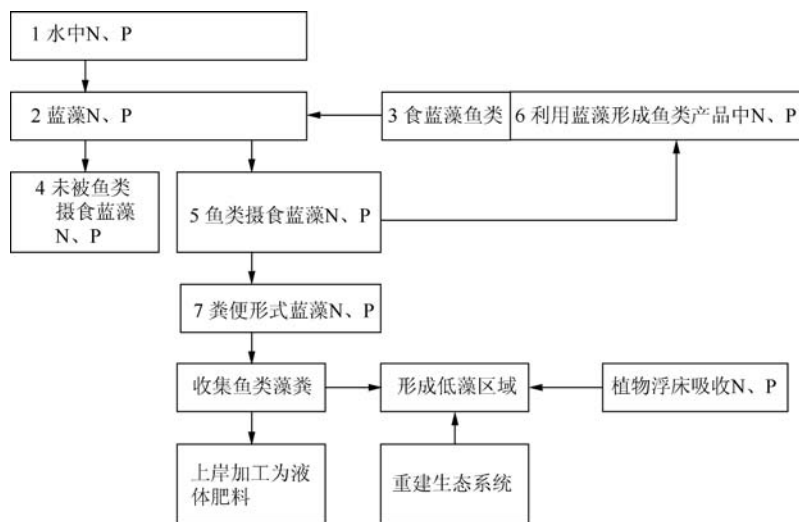 1 水中N、P
2 蓝藻N、P
3 食蓝藻鱼类
6 利用蓝藻形成鱼类产品中N、P
4 未被鱼类
摄食蓝藻
N、P
5 鱼类摄食蓝藻N、P
7 粪便形式蓝藻N、P
收集鱼类藻粪
形成低藻区域
植物浮床吸收N、P
上岸加工为液
体肥料
重建生态系统